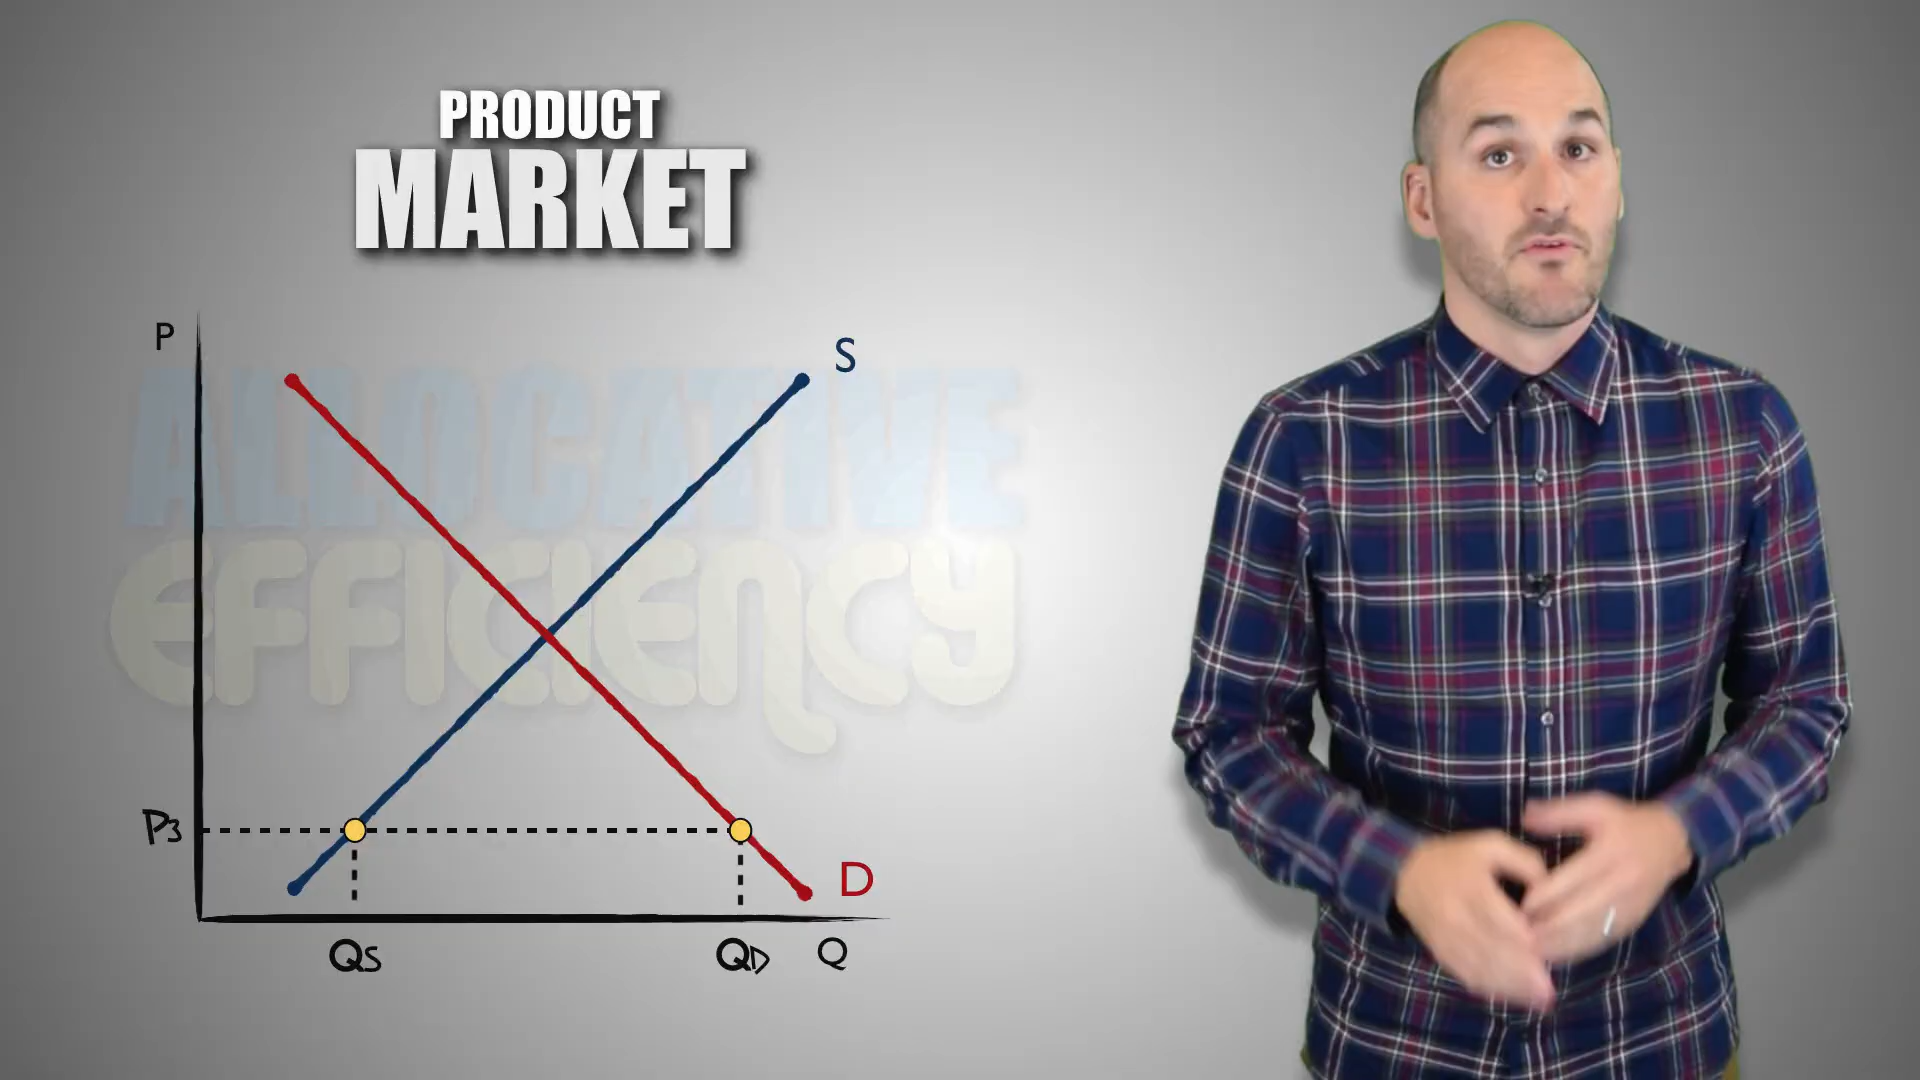 PRODUCT
MARKET
P
S
ALLOCATIVE
EFFICIENCY
P3
D
QS
QD
Q